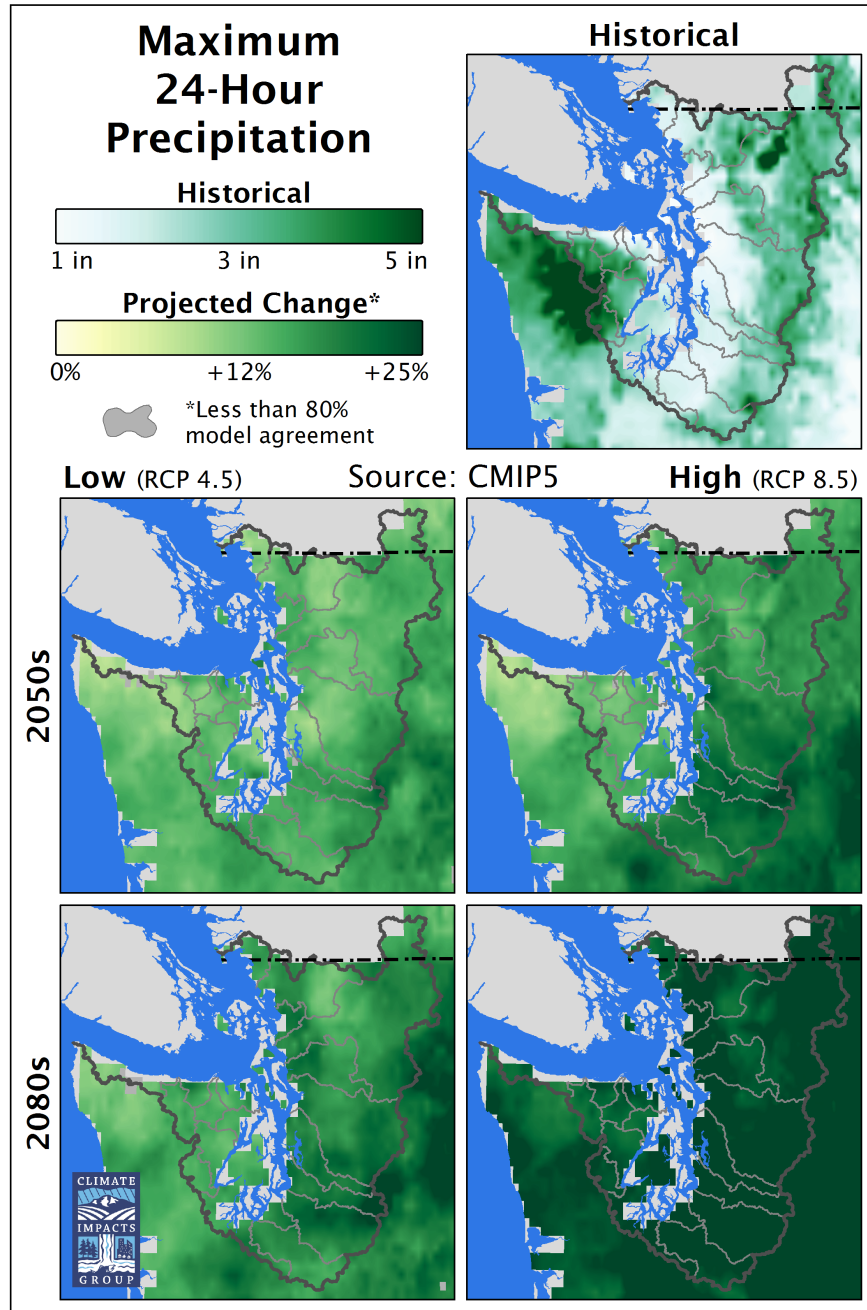 Maximum
24-Hour
Precipitation
Historical
1 in
3 in
5 in
Projected Change*
0%
+12%
+25%
*Less than 80%
model agreement
Historical
Low (RCP 4.5)
Source: CMIP5
High (RCP 8.5)
2050s
2080s
CLIMATE
IMPACTS
GROUP